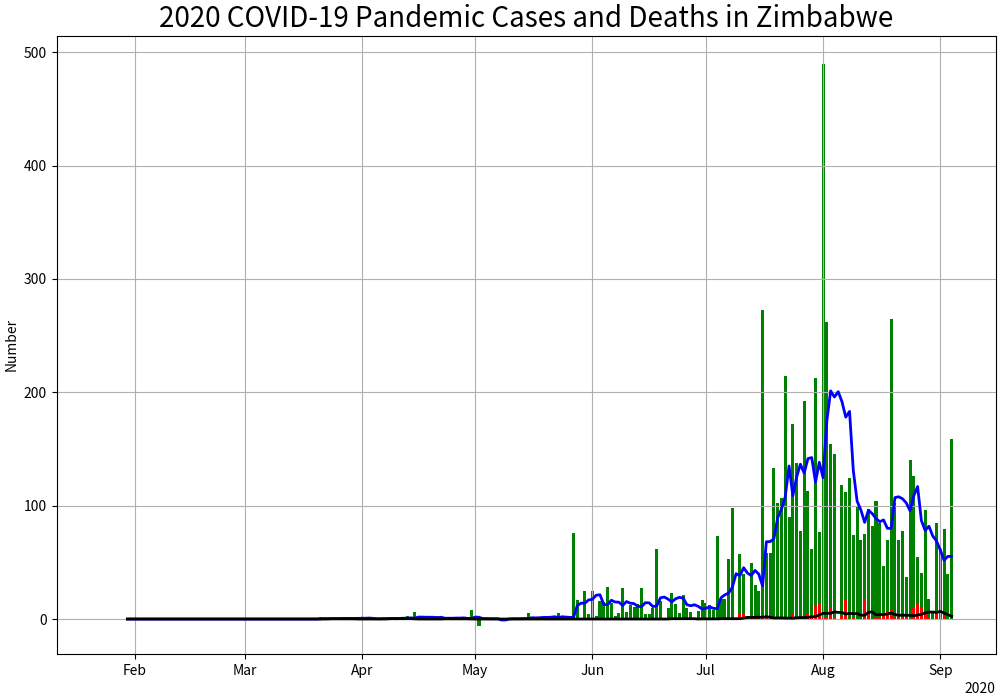 2020 COVID-19 Pandemic Cases and Deaths in Zimbabwe
500
400
300
200
100
0
Number
Feb Mar Apr May Jun Jul Aug Sep
2020